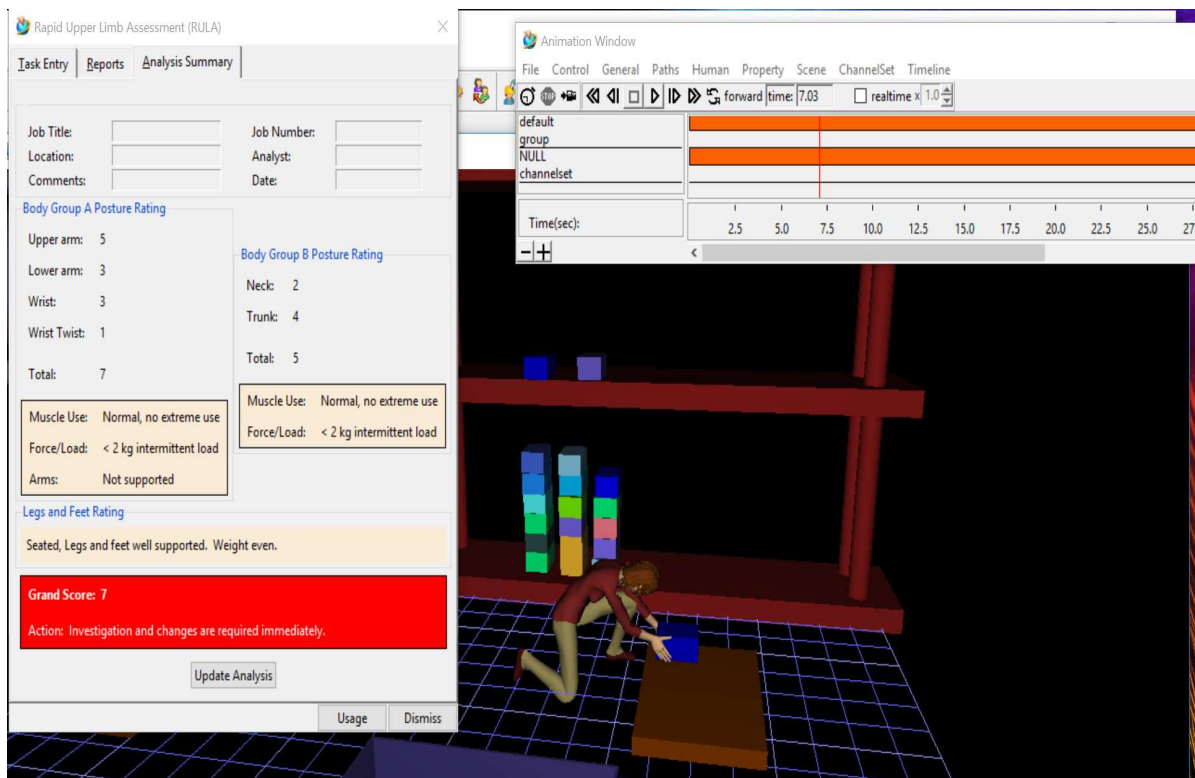 Rapid Upper Limb Assessment (RULA)
Task Entry Reports Analysis Summary
Job Title: Job Number:
Location: Analyst:
Comments: Date:
Body Group A Posture Rating
Upper arm: 5
Lower arm: 3
Wrist: 3
Wrist Twist: 1
Total: 7
Muscle Use: Normal, no extreme use
Force/Load: < 2 kg intermittent load
Arms: Not supported
Body Group B Posture Rating
Neck: 2
Trunk: 4
Total: 5
Muscle Use: Normal, no extreme use
Force/Load: < 2 kg intermittent load
Legs and Feet Rating
Seated, Legs and feet well supported. Weight even.
Grand Score: 7
Action: Investigation and changes are required immediately.
Update Analysis
Usage Dismiss
Animation Window
File Control General Paths Human Property Scene ChannelSet Timeline
STOP forward time: 7.03 realtime x 1.0
default
group
NULL
channelset
Time(sec): 2.5 5.0 7.5 10.0 12.5 15.0 17.5 20.0 22.5 25.0 27